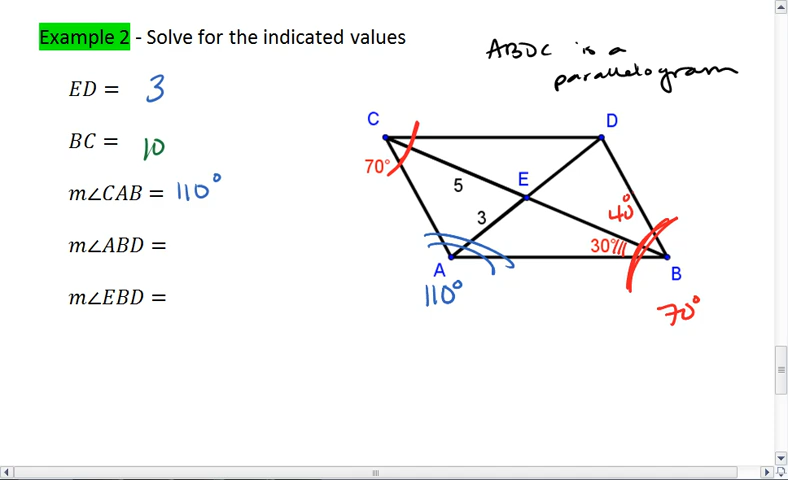 Example 2 - Solve for the indicated values
ABDC is a
parallelogram
ED = 3
BC = 10
m∠CAB = 110°
m∠ABD =
m∠EBD =
C
D
70°
5
E
3
40°
30°
A
B
110°
70°